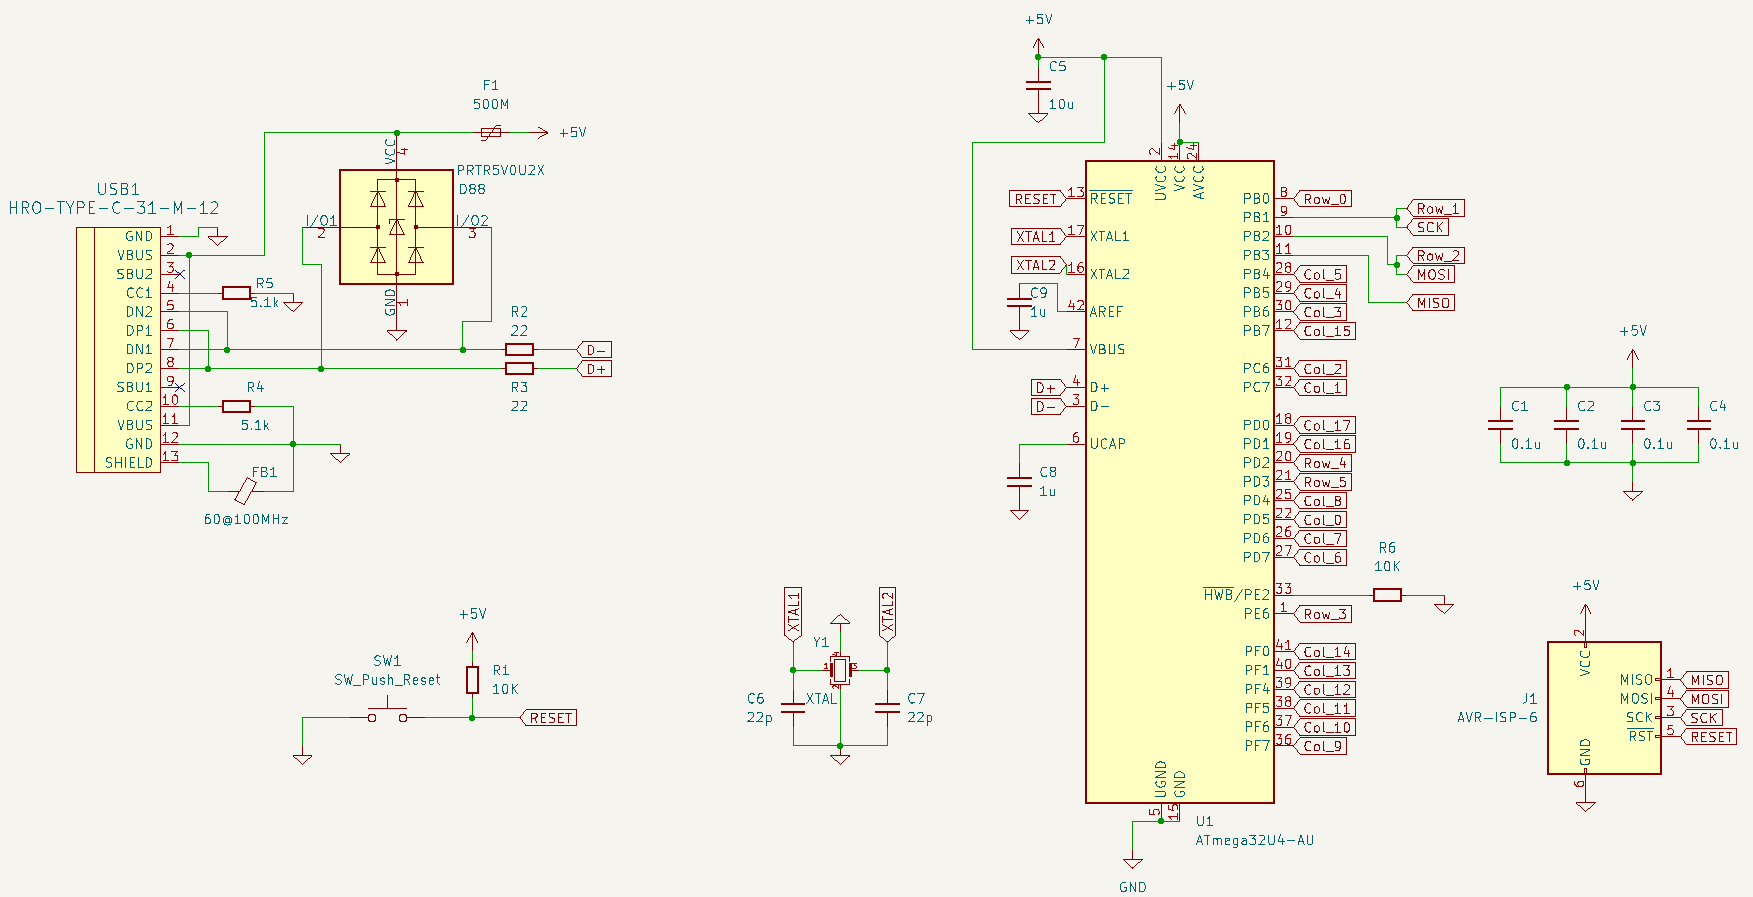 USB1
HRO-TYPE-C-31-M-12
GND 1
VBUS 2
SBU2 3
CC1 4
DN2 5
DP1 6
DN1 7
DP2 8
SBU1 9
CC2 10
VBUS 11
GND 12
SHIELD 13
R5
5.1k
R4
5.1k
FB1
60@100MHz
F1
500M
+5V
VCC
4
PRTR5V0U2X
D88
I/O1
2
I/O2
3
GND
1
R2
22
D-
D+
R3
22
SW1
SW_Push_Reset
+5V
R1
10K
RESET
XTAL1
XTAL2
Y1
1
2
3
4
XTAL
C6
22p
C7
22p
+5V
C5
10u
+5V
2
14
24
UVCC
VCC
AVCC
RESET 13 RESET
XTAL1 17 XTAL1
XTAL2 16 XTAL2
C9
1u
42 AREF
7 VBUS
D+ 4 D+
D- 3 D-
6 UCAP
C8
1u
PB0 8 Row_0
PB1 9 Row_1
SCK
PB2 10 Row_2
MOSI
PB3 11 MISO
PB4 28 Col_5
PB5 29 Col_4
PB6 30 Col_3
PB7 12 Col_15
PC6 31 Col_2
PC7 32 Col_1
PD0 18 Col_17
PD1 19 Col_16
PD2 20 Row_4
PD3 21 Row_5
PD4 25 Col_8
PD5 22 Col_0
PD6 26 Col_7
PD7 27 Col_6
HWB/PE2 33
R6
10K
PE6 1 Row_3
PF0 41 Col_14
PF1 40 Col_13
PF4 39 Col_12
PF5 38 Col_11
PF6 37 Col_10
PF7 36 Col_9
UGND
GND
5
15
U1
ATmega32U4-AU
GND
+5V
C1
0.1u
C2
0.1u
C3
0.1u
C4
0.1u
+5V
2
VCC
J1
AVR-ISP-6
MISO 1 MISO
MOSI 4 MOSI
SCK 3 SCK
RST 5 RESET
GND
6